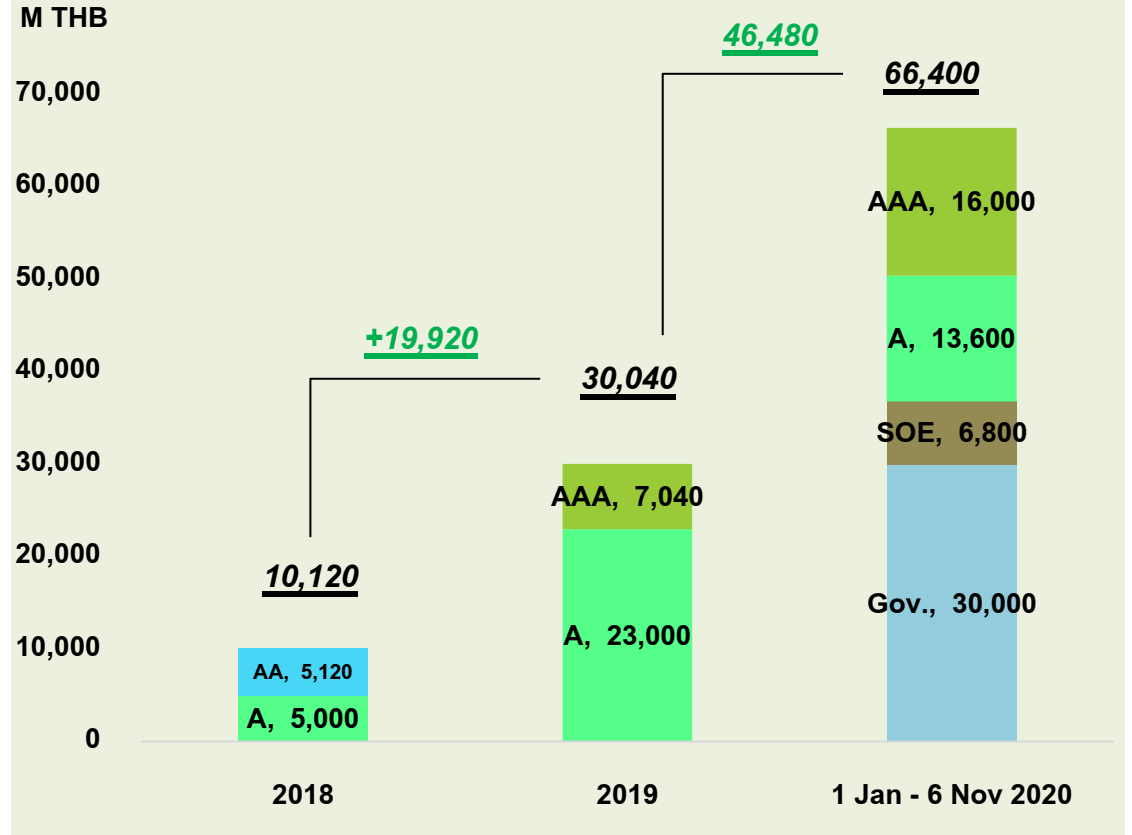 M THB
46,480
66,400
70,000
60,000
AAA, 16,000
50,000
A, 13,600
+19,920
40,000
30,040
SOE, 6,800
30,000
AAA, 7,040
20,000
10,120
Gov., 30,000
A, 23,000
10,000
AA, 5,120
A, 5,000
0
2018
2019
1 Jan - 6 Nov 2020